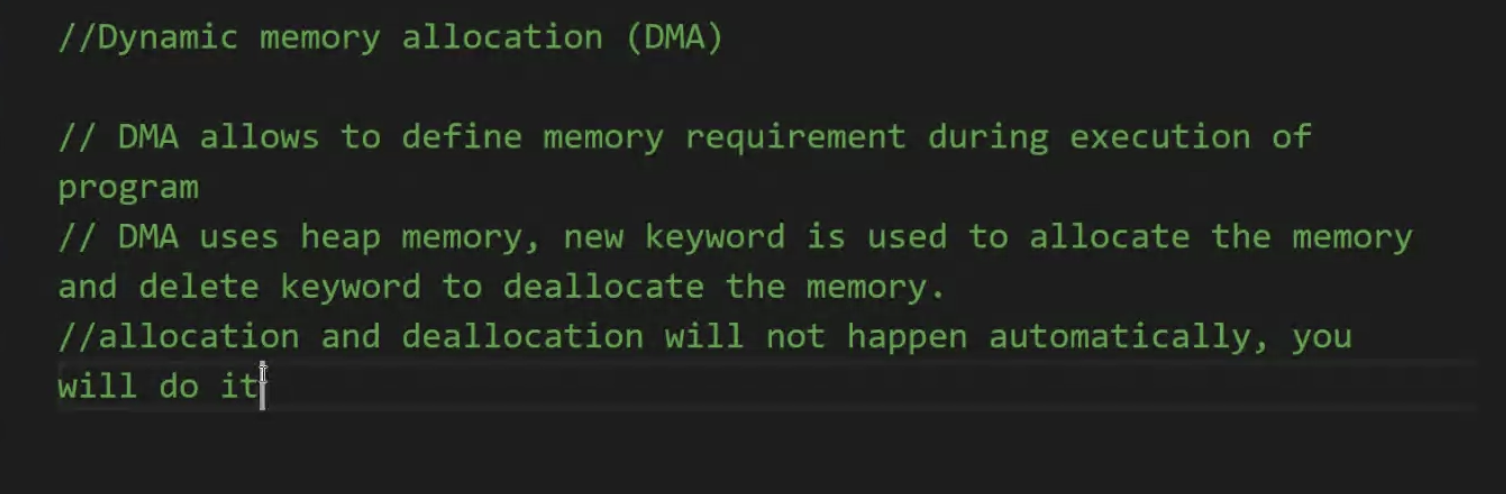 //Dynamic memory allocation (DMA)
// DMA allows to define memory requirement during execution of
program
// DMA uses heap memory, new keyword is used to allocate the memory
and delete keyword to deallocate the memory.
//allocation and deallocation will not happen automatically, you
will do it